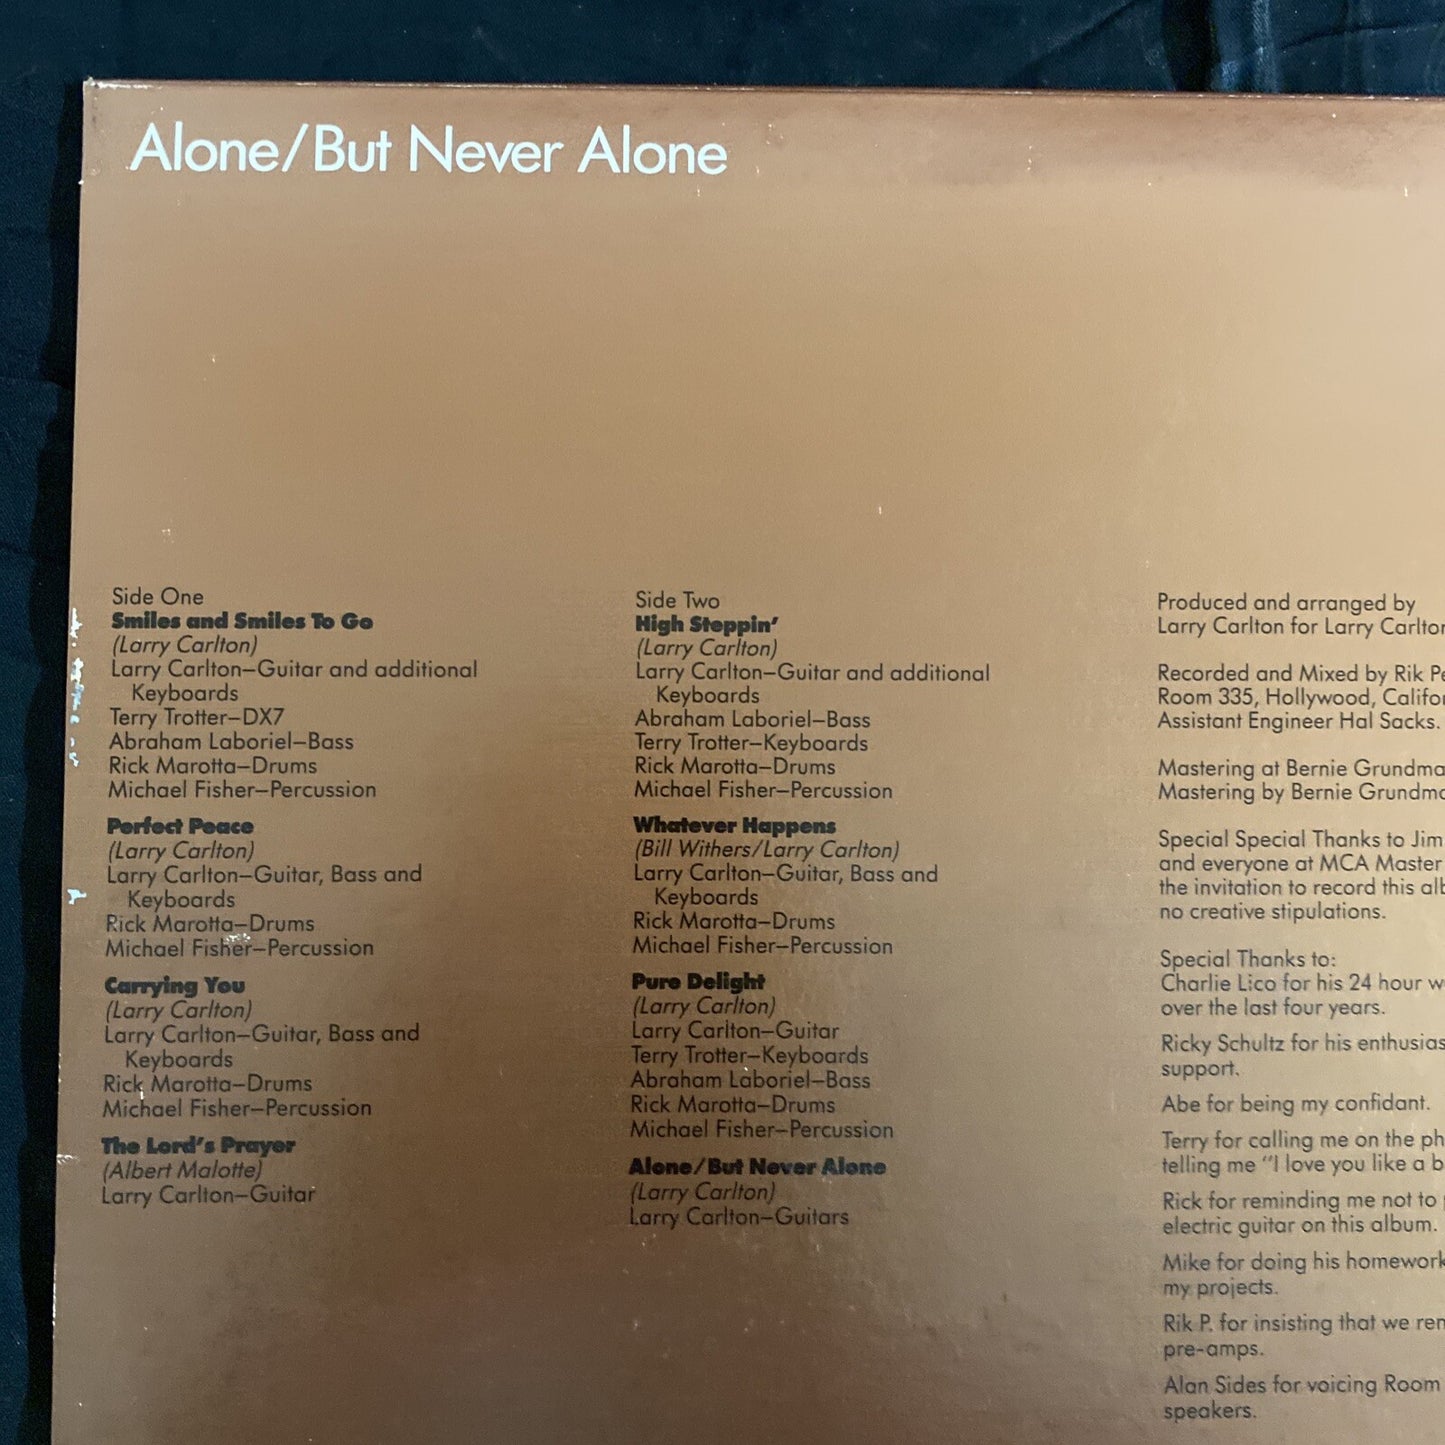 Alone/But Never Alone
Side One
Smiles and Smiles To Go
(Larry Carlton)
Larry Carlton–Guitar and additional
Keyboards
Terry Trotter–DX7
Abraham Laboriel–Bass
Rick Marotta–Drums
Michael Fisher–Percussion
Perfect Peace
(Larry Carlton)
Larry Carlton–Guitar, Bass and
Keyboards
Rick Marotta–Drums
Michael Fisher–Percussion
Carrying You
(Larry Carlton)
Larry Carlton–Guitar, Bass and
Keyboards
Rick Marotta–Drums
Michael Fisher–Percussion
The Lord's Prayer
(Albert Malotte)
Larry Carlton–Guitar
Side Two
High Steppin'
(Larry Carlton)
Larry Carlton–Guitar and additional
Keyboards
Abraham Laboriel–Bass
Terry Trotter–Keyboards
Rick Marotta–Drums
Michael Fisher–Percussion
Whatever Happens
(Bill Withers/Larry Carlton)
Larry Carlton–Guitar, Bass and
Keyboards
Rick Marotta–Drums
Michael Fisher–Percussion
Pure Delight
(Larry Carlton)
Larry Carlton–Guitar
Terry Trotter–Keyboards
Abraham Laboriel–Bass
Rick Marotta–Drums
Michael Fisher–Percussion
Alone/But Never Alone
(Larry Carlton)
Larry Carlton–Guitars
Produced and arranged by
Larry Carlton for Larry
Recorded and Mixed by Rik
Room 335, Hollywood,
Assistant Engineer Hal Sacks.
Mastering at Bernie
Mastering by Bernie
Special Special Thanks to Jim
and everyone at MCA Master
the invitation to record this
no creative stipulations.
Special Thanks to:
Charlie Lico for his 24 hour
over the last four years.
Ricky Schultz for his
support.
Abe for being my confidant.
Terry for calling me on the
telling me "I love you like a
Rick for reminding me not to
electric guitar on this album.
Mike for doing his homework
my projects.
Rik P. for insisting that we
pre-amps.
Alan Sides for voicing Room
speakers.